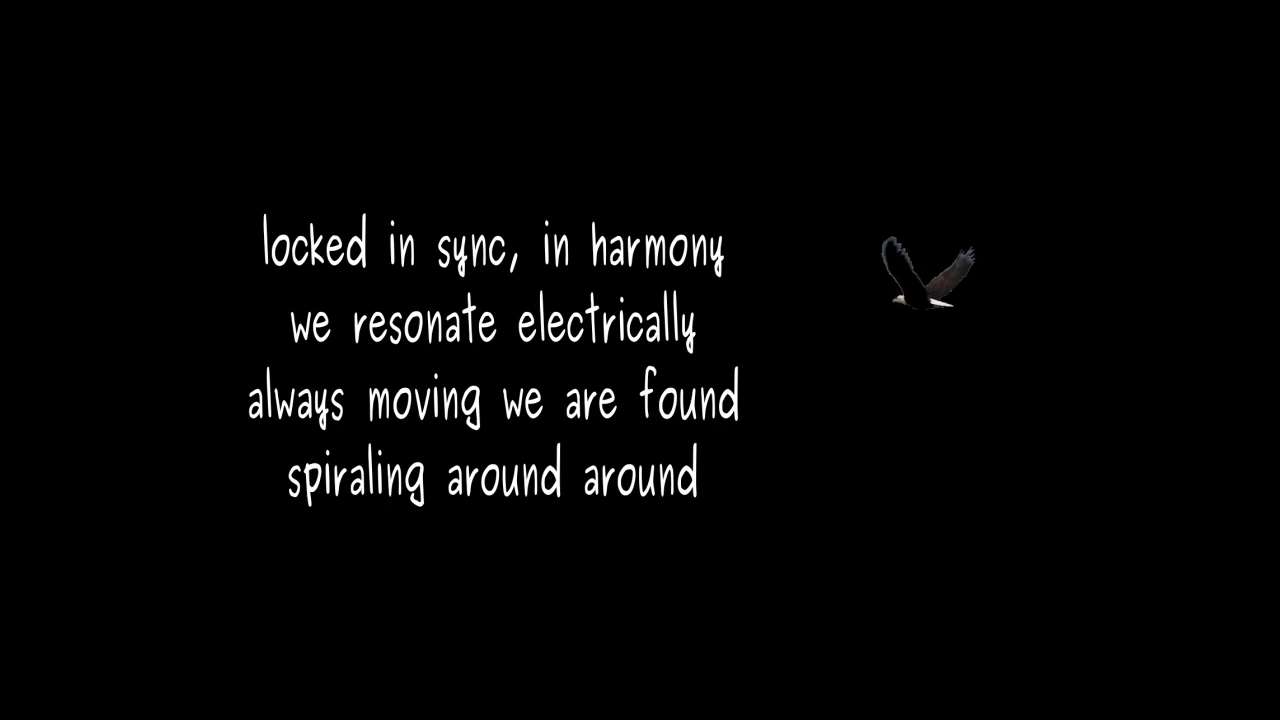 locked in sync, in harmony
we resonate electrically
always moving we are found
spiraling around around